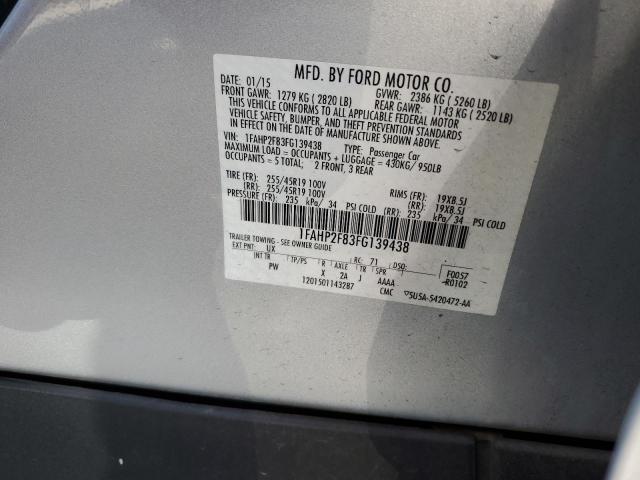 MFD. BY FORD MOTOR CO.
DATE: 01/15 GVWR: 2386 KG ( 5260 LB)
FRONT GAWR: 1279 KG ( 2820 LB) REAR GAWR: 1143 KG ( 2520 LB)
THIS VEHICLE CONFORMS TO ALL APPLICABLE FEDERAL MOTOR
VEHICLE SAFETY, BUMPER, AND THEFT PREVENTION STANDARDS
IN EFFECT ON THE DATE OF MANUFACTURE SHOWN ABOVE.
VIN: 1FAHP2F83FG139438 TYPE: Passenger Car
MAXIMUM LOAD = OCCUPANTS + LUGGAGE = 430KG/ 950LB
OCCUPANTS = 5 TOTAL, 2 FRONT, 3 REAR
TIRE (FR): 255/45R19 100V RIMS (FR): 19X8.5J
(RR): 255/45R19 100V (RR): 19X8.5J
PRESSURE (FR): 235 kPa/ 34 PSI COLD (RR): 235 kPa/ 34 PSI COLD
1FAHP2F83FG139438
TRAILER TOWING - SEE OWNER GUIDE
EXT PNT: UX RC: 71 DSO: F0057
INT TR TP/PS R AXLE TR SPR R0102
PW X 2A J AAAA
1201501143287 CMC ▽5U5A-5420472-AA